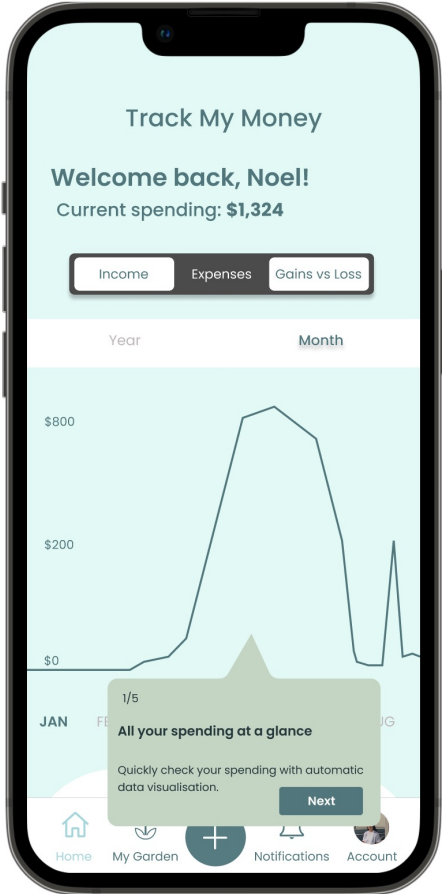 Track My Money
Welcome back, Noel!
Current spending: $1,324
Income Expenses Gains vs Loss
Year Month
$800
$200
$0
1/5
JAN
All your spending at a glance
Quickly check your spending with automatic
data visualisation.
Next
Home My Garden Notifications Account